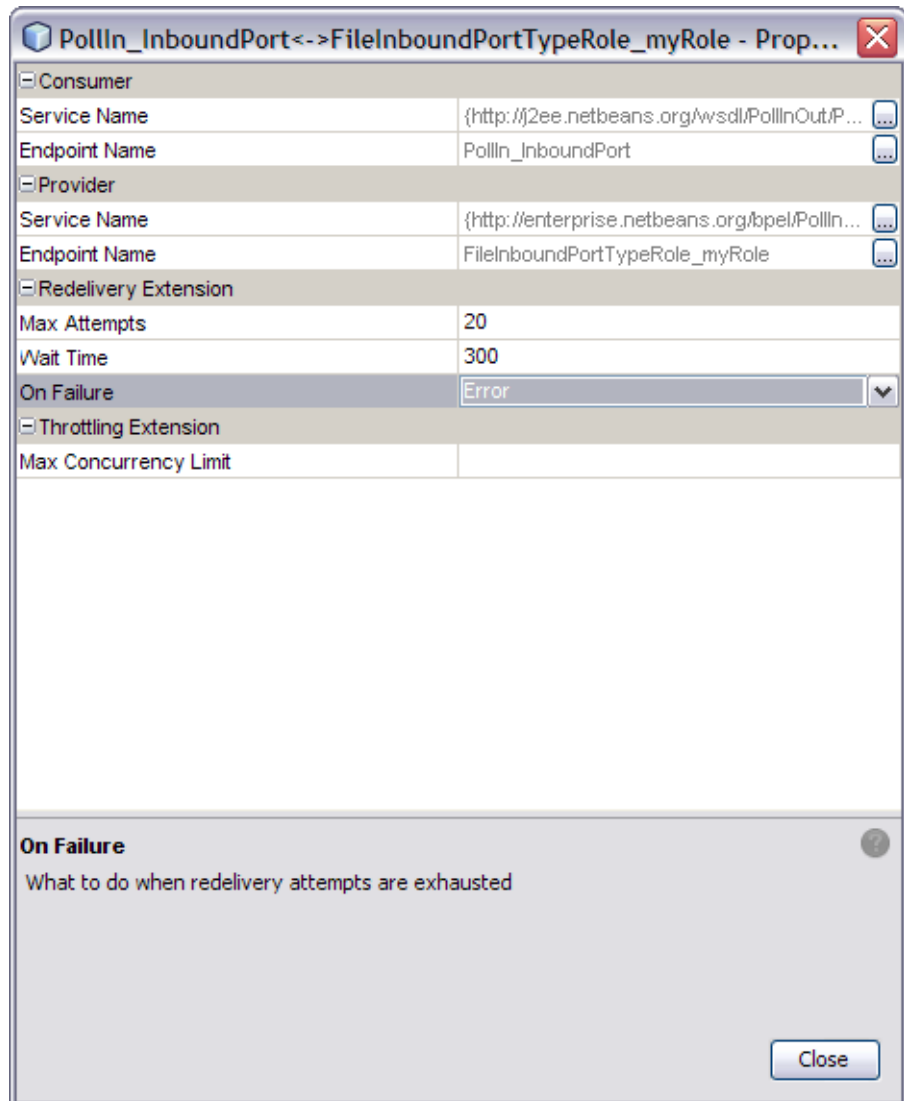 PollIn_InboundPort<->FileInboundPortTypeRole_myRole - Prop...
Consumer
Service Name {http://j2ee.netbeans.org/wsdl/PollInOut/P... ...
Endpoint Name PollIn_InboundPort ...
Provider
Service Name {http://enterprise.netbeans.org/bpel/PollIn... ...
Endpoint Name FileInboundPortTypeRole_myRole ...
Redelivery Extension
Max Attempts 20
Wait Time 300
On Failure Error
Throttling Extension
Max Concurrency Limit
On Failure ?
What to do when redelivery attempts are exhausted
Close